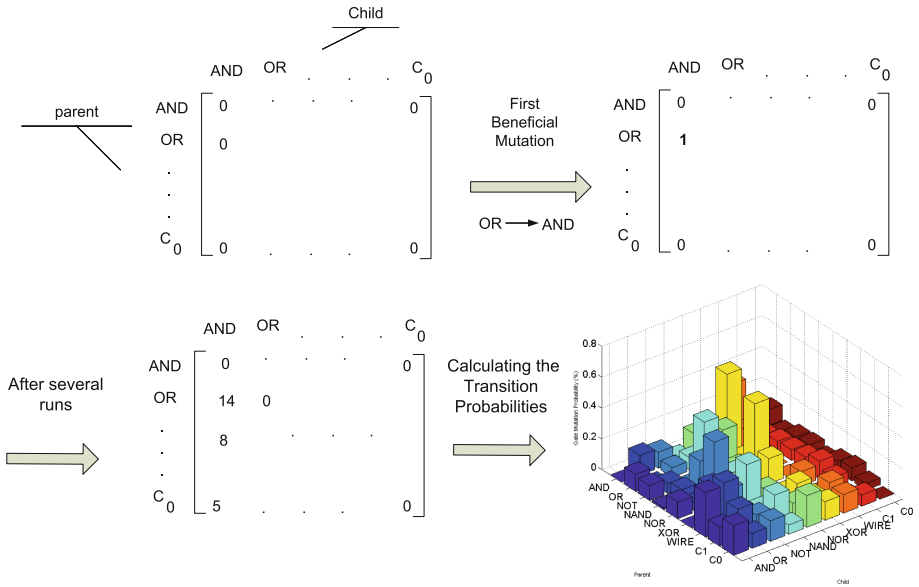 Child
parent
AND OR . . . . C0
AND 0 . . . 0
OR 0
.
.
.
C0 0 . . . 0
First
Beneficial
Mutation
OR → AND
AND OR . . . . C0
AND 0 . . . 0
OR 1
.
.
.
C0 0 . . . 0
After several
runs
AND OR . . . . C0
AND 0 . . . 0
OR 14 0
. 8 . . .
.
.
C0 5 . . . 0
Calculating the
Transition
Probabilities
Gate Mutation Probability (%)
0.8
0.6
0.4
0.2
0
AND
OR
NOT
NAND
NOR
XOR
WIRE
C1
C0
Parent
AND
OR
NOT
NAND
NOR
XOR
WIRE
C1
C0
Child